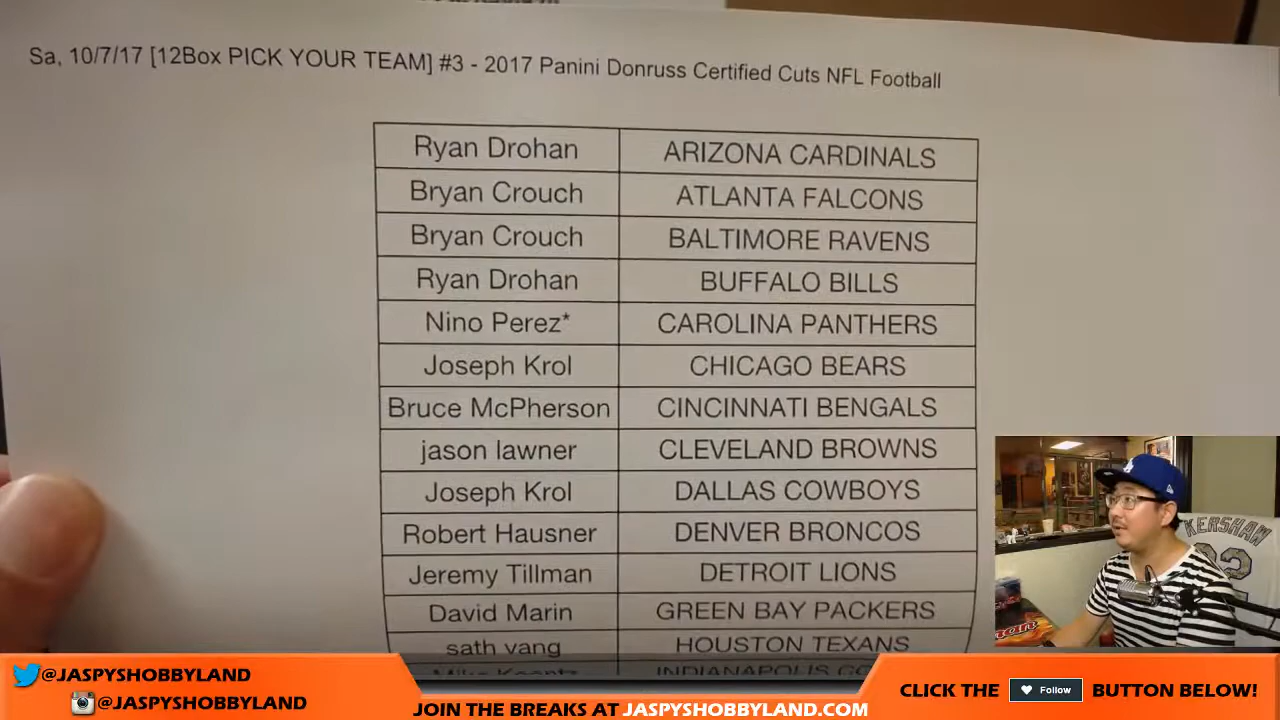 Sa, 10/7/17 [12Box PICK YOUR TEAM] #3 - 2017 Panini Donruss Certified Cuts NFL Football
Ryan Drohan ARIZONA CARDINALS
Bryan Crouch ATLANTA FALCONS
Bryan Crouch BALTIMORE RAVENS
Ryan Drohan BUFFALO BILLS
Nino Perez* CAROLINA PANTHERS
Joseph Krol CHICAGO BEARS
Bruce McPherson CINCINNATI BENGALS
jason lawner CLEVELAND BROWNS
Joseph Krol DALLAS COWBOYS
Robert Hausner DENVER BRONCOS
Jeremy Tillman DETROIT LIONS
David Marin GREEN BAY PACKERS
sath vang HOUSTON TEXANS
INDIANAPOLIS
KERSHAW
@JASPYSHOBBYLAND
@JASPYSHOBBYLAND
JOIN THE BREAKS AT JASPYSHOBBYLAND.COM
CLICK THE Follow BUTTON BELOW!